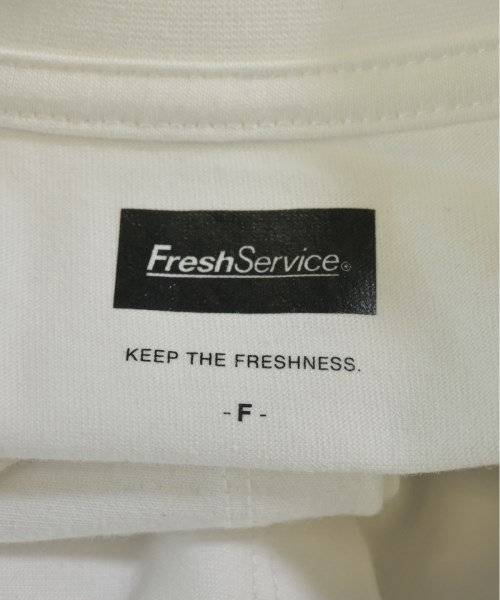 FreshService®
KEEP THE FRESHNESS.
- F -